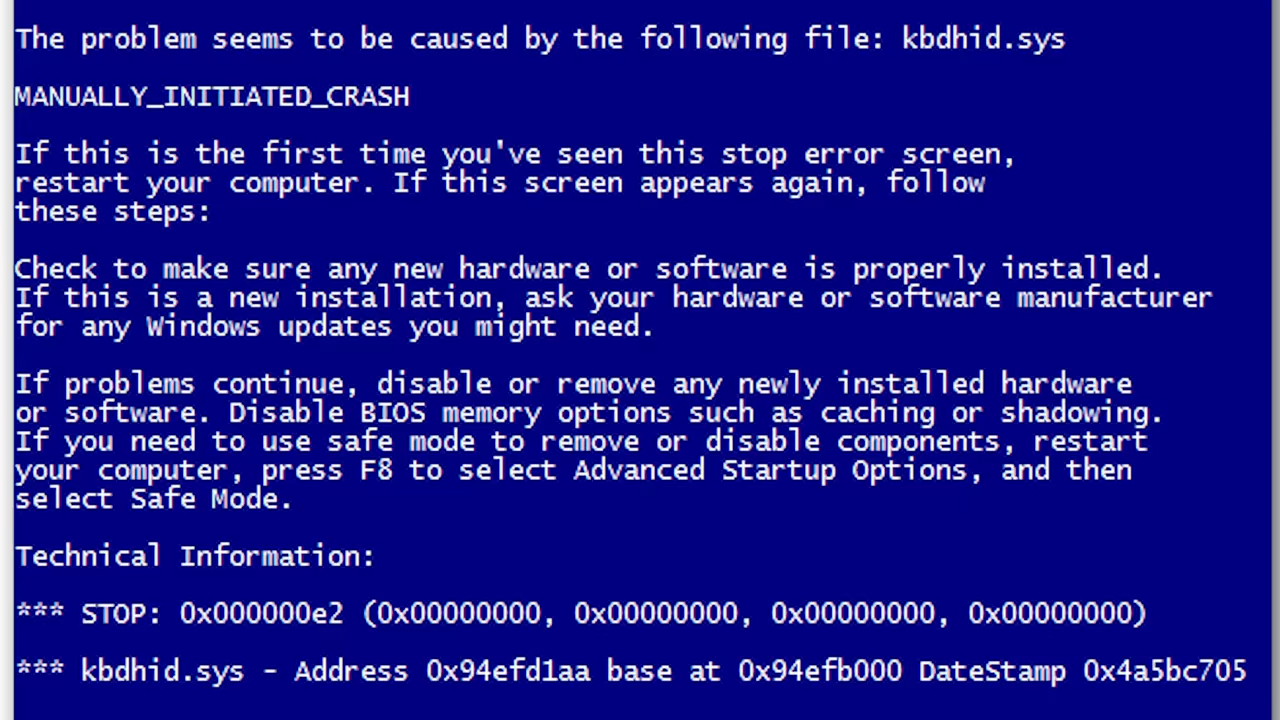 The problem seems to be caused by the following file: kbdhid.sys
MANUALLY_INITIATED_CRASH
If this is the first time you've seen this stop error screen,
restart your computer. If this screen appears again, follow
these steps:
Check to make sure any new hardware or software is properly installed.
If this is a new installation, ask your hardware or software manufacturer
for any Windows updates you might need.
If problems continue, disable or remove any newly installed hardware
or software. Disable BIOS memory options such as caching or shadowing.
If you need to use safe mode to remove or disable components, restart
your computer, press F8 to select Advanced Startup Options, and then
select Safe Mode.
Technical Information:
*** STOP: 0x000000e2 (0x00000000, 0x00000000, 0x00000000, 0x00000000)
*** kbdhid.sys - Address 0x94efd1aa base at 0x94efb000 DateStamp 0x4a5bc705